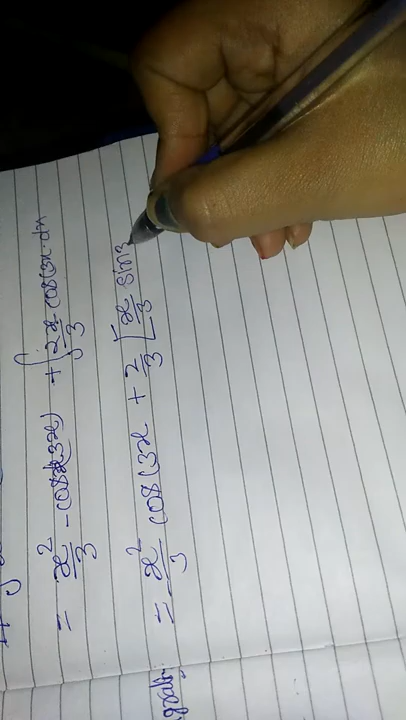 = x²/3 - cos(3x) + ∫ 2x/3 cos(3x dx
= x²/3 cos(3x + 2/3 [x/3 sin3